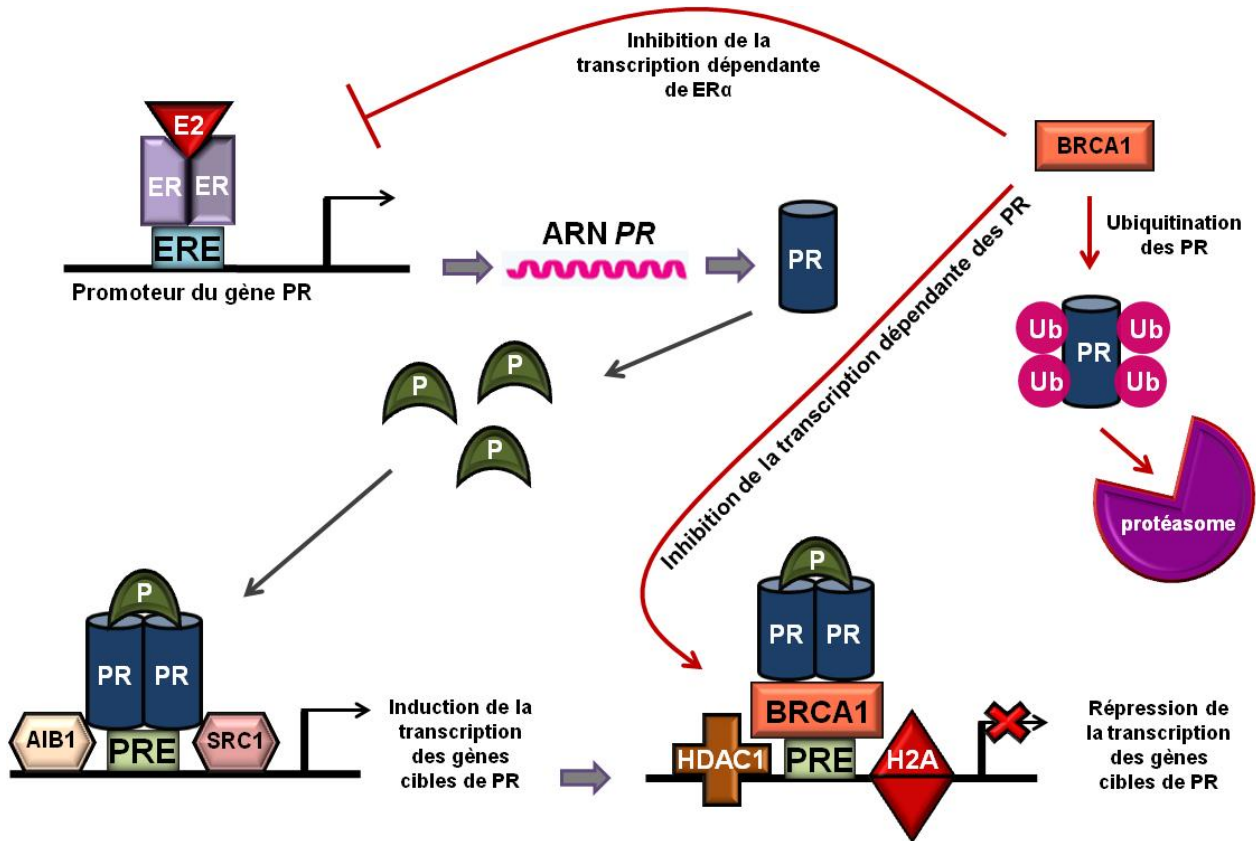 Inhibition de la
transcription dépendante
de ERα
E2
ER ER
ERE
Promoteur du gène PR
ARN PR
PR
BRCA1
Ubiquitination
des PR
Ub Ub
PR
Ub Ub
protéasome
Inhibition de la transcription dépendante des PR
P
P
P
P
PR PR
AIB1
PRE
SRC1
Induction de la
transcription
des gènes
cibles de PR
P
PR PR
BRCA1
HDAC1
PRE
H2A
Répression de
la transcription
des gènes
cibles de PR